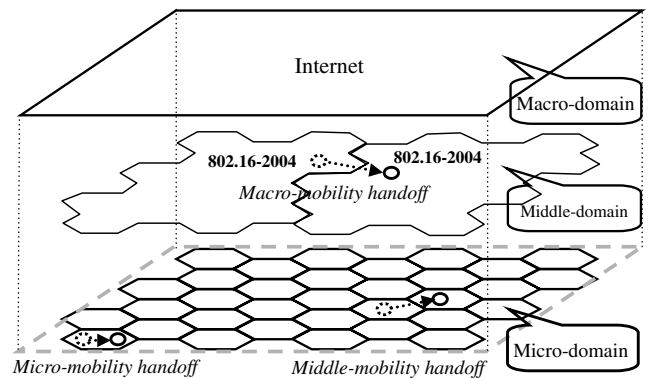 Internet
Macro-domain
802.16-2004
802.16-2004
Macro-mobility handoff
Middle-domain
Micro-domain
Micro-mobility handoff
Middle-mobility handoff